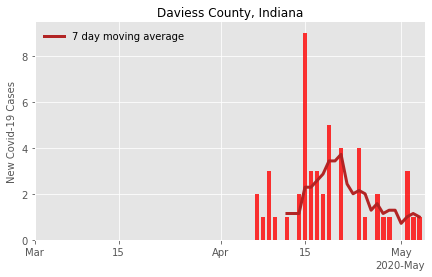 Daviess County, Indiana
7 day moving average
New Covid-19 Cases
8
6
4
2
0
Mar 15 Apr 15 May
2020-May